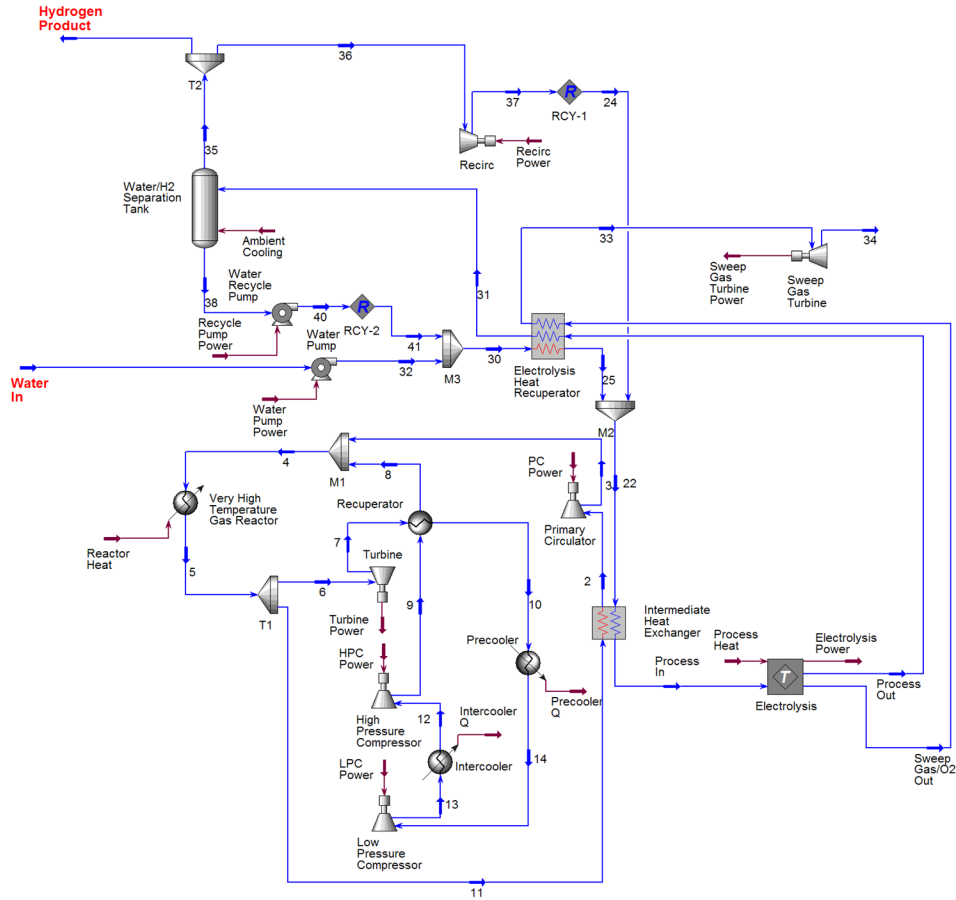 Hydrogen
Product
36
T2
37
R
24
RCY-1
Recirc
Recirc
Power
35
Water/H2
Separation
Tank
Ambient
Cooling
33
34
Sweep
Gas
Turbine
Power
Sweep
Gas
Turbine
38
Water
Recycle
Pump
40
R
RCY-2
41
31
Recycle
Pump
Power
Water
Pump
32
M3
30
Electrolysis
Heat
Recuperator
25
Water
In
Water
Pump
Power
M2
4
M1
8
PC
Power
3
22
Primary
Circulator
Very High
Temperature
Gas Reactor
Recuperator
Reactor
Heat
5
7
Turbine
6
T1
9
10
2
Turbine
Power
HPC
Power
Precooler
Intermediate
Heat
Exchanger
Process
In
Process
Heat
Electrolysis
Power
T
Process
Out
Electrolysis
Precooler
Q
High
Pressure
Compressor
12
Intercooler
Q
Intercooler
14
LPC
Power
13
Sweep
Gas/O2
Out
Low
Pressure
Compressor
11